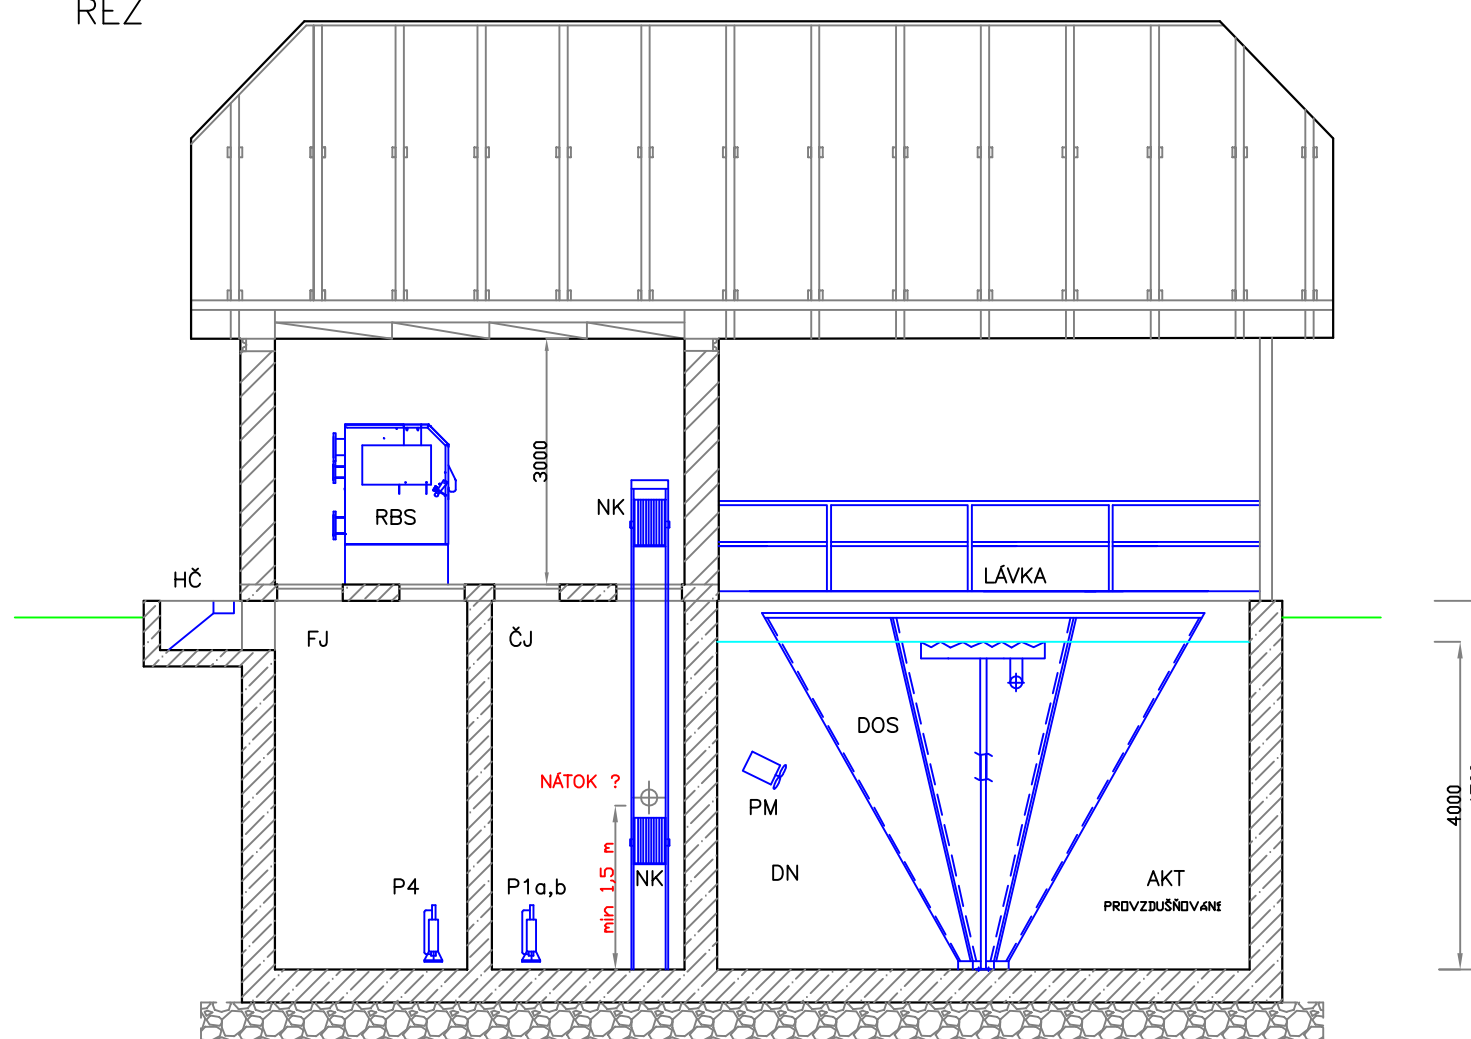 ŘEZ
3000
NK
RBS
LÁVKA
HČ
FJ
ČJ
DOS
NÁTOK ?
PM
4000
min 1,5 m
DN
NK
AKT
P4
P1a,b
PROVZDUŠŇOVÁNÍ